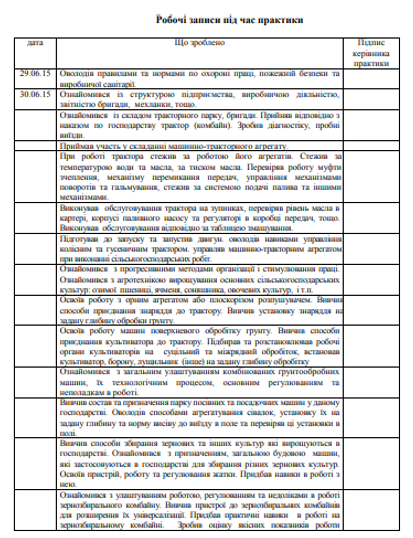 Робочі записи під час практики
дата
Що зроблено
Підпис
керівника
практики
29.06.15
Оволодів правилами та нормами по охороні праці, пожежній безпеки та
виробничої санітарії.
30.06.15
Ознайомився із структурою підприємства, виробничою діяльністю,
звітністю бригади, мехланки, тощо.
Ознайомився із складом тракторного парку, бригади. Прийняв відповідно з
наказом по господарству трактор (комбайн). Зробив діагностіку, пробні
виїзди.
Приймав участь у складанні машинно-тракторного агрегату.
При роботі трактора стежив за роботою його агрегатів. Стежив за
температурою води та масла, за тиском масла. Перевіряв роботу муфти
зчеплення, механізму перемикання передач, управління механізмами
поворотів та гальмування, стежив за системою подачі палива та іншими
механізмами.
Виконував обслуговування трактора на зупинках, перевіряв рівень масла в
картері, корпусі паливного насосу та регуляторі в коробці передач, тощо.
Виконував обслуговування відповідно за таблицею змащування.
Підготував до запуску та запустив двигун. оволодів навиками управління
колісним та гусеничним трактором. управляв машинно-тракторним агрегатом
при виконанні сільськогосподарських робіт.
Ознайомився з прогресивними методами організації і стимулювання праці.
Ознайомився з агротехнікою вирощування основних сільськогосподарських
культур: озимої пшениці, ячменя, соняшника, овочевих культур, і т.п.
Освоїв роботу з орним агрегатом або плоскорізом розпушувачем. Вивчив
способи приєднання знаряддя до трактору. Вивчив установку знаряддя на
задану глибину обробки грунту.
Освоїв роботу машин поверхневого обробітку грунту. Вивчив способи
приєднання культиватора до трактору. Підбирав та розстановлював робочі
органи культиваторів на суцільний та міжрядний обробіток, встановав
культиватор, борону, лущильник (інше) на задану глибину обробітку
Ознайомився з загальним улаштуванням комбінованих грунтообробних
машин, їх технологічним процесом, основним регулюванням та
неполадкам в роботі.
Вивчив состав та призначення парку посівних та посадочних машин у даному
господарстві. Оволодів способами агрегатування сівалок, установку їх на
задану глибину та норму висіву до виїзду в поле та перевіряв ці установки в
полі.
Вивчив способи збирання зернових та інших культур які вирощуються в
господарстві. Ознайомився з призначенням, загальною будовою машин,
які застосовуються в господарстві для збирання різних зернових культур.
Освоїв пристрій, роботу та регулювання жатки. Придбав навики в роботі з
нею.
Ознайомився з улаштуванням роботою, регулюванням та недоліками в роботі
зернозбирального комбайну. Вивчив пристрої до зернозбиральних комбайнів
для розширення їх універсалізації. Придбав практичні навики в роботі на
зернозбиральному комбайні. Зробив оцінку якісних показників роботи